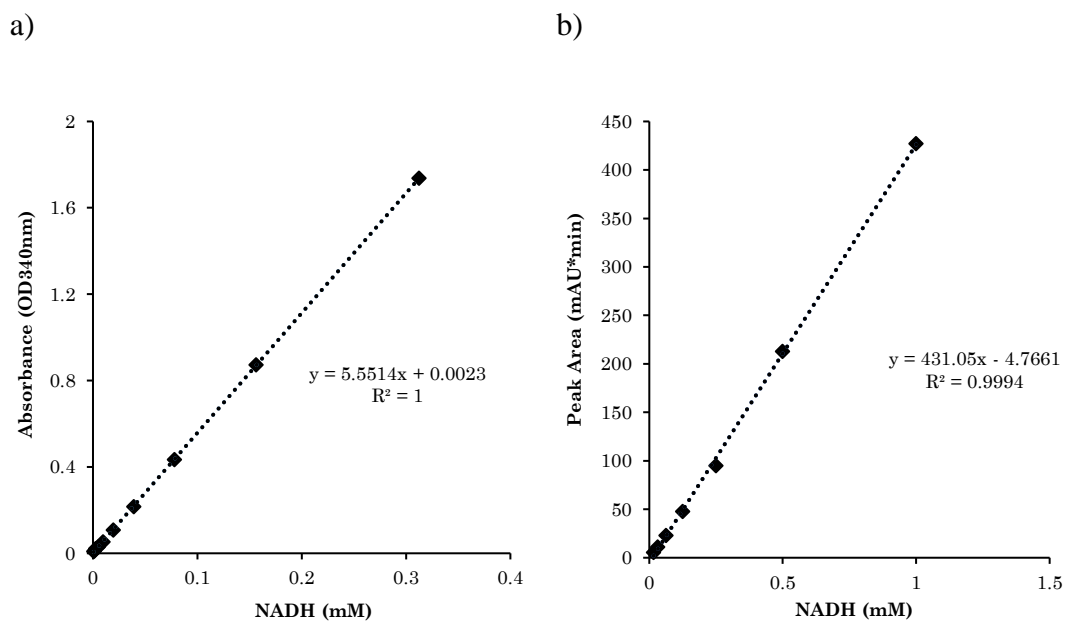 a)
b)
2
1.6
1.2
0.8
0.4
0
0
0.1
0.2
0.3
0.4
Absorbance (OD340nm)
NADH (mM)
y = 5.5514x + 0.0023
R² = 1
450
400
350
300
250
200
150
100
50
0
0
0.5
1
1.5
Peak Area (mAU*min)
NADH (mM)
y = 431.05x - 4.7661
R² = 0.9994